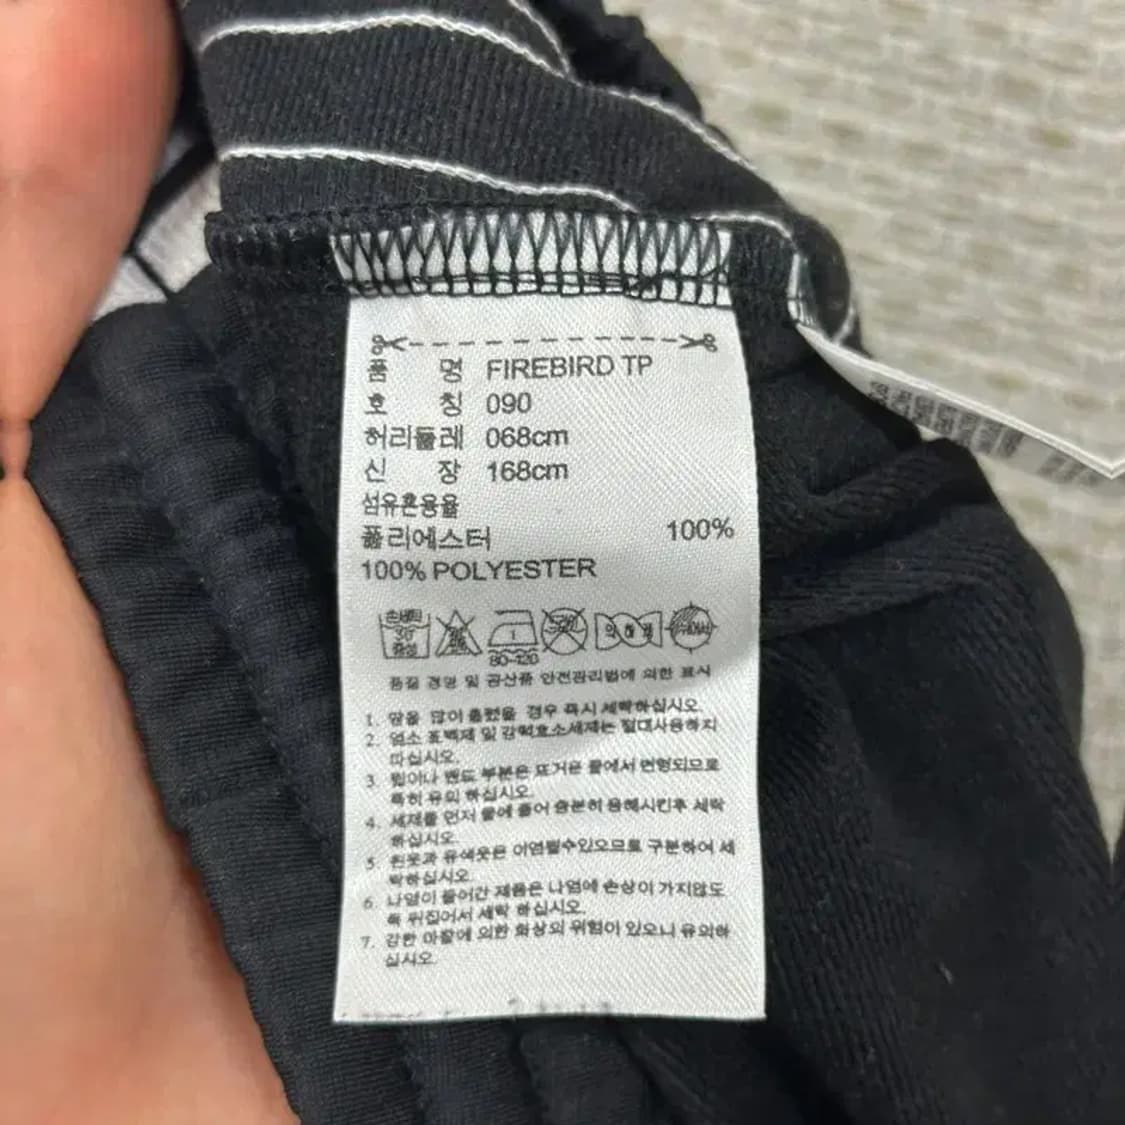 품 명 FIREBIRD TP
호 칭 090
허리둘레 068cm
신 장 168cm
섬유혼용율
폴리에스터 100%
100% POLYESTER
손세탁
30°
중성
80-120
품질 경영 및 공산품 안전관리법에 의한 표시
1. 땀을 많이 흘렸을 경우 즉시 세탁하십시오.
2. 염소 표백제 및 강력효소세제는 절대사용하지
마십시오.
3. 립이나 밴드 부분은 뜨거운 물에서 변형되므로
특히 유의 하십시오.
4. 세제를 먼저 물에 풀어 충분히 용해시킨후 세탁
하십시오.
5. 흰옷과 유색옷은 이염될수있으므로 구분하여 세
탁하십시오.
6. 나염이 들어간 제품은 나염에 손상이 가지않도
록 뒤집어서 세탁 하십시오.
7. 강한 마찰에 의한 화상의 위험이 있으니 유의하
십시오.